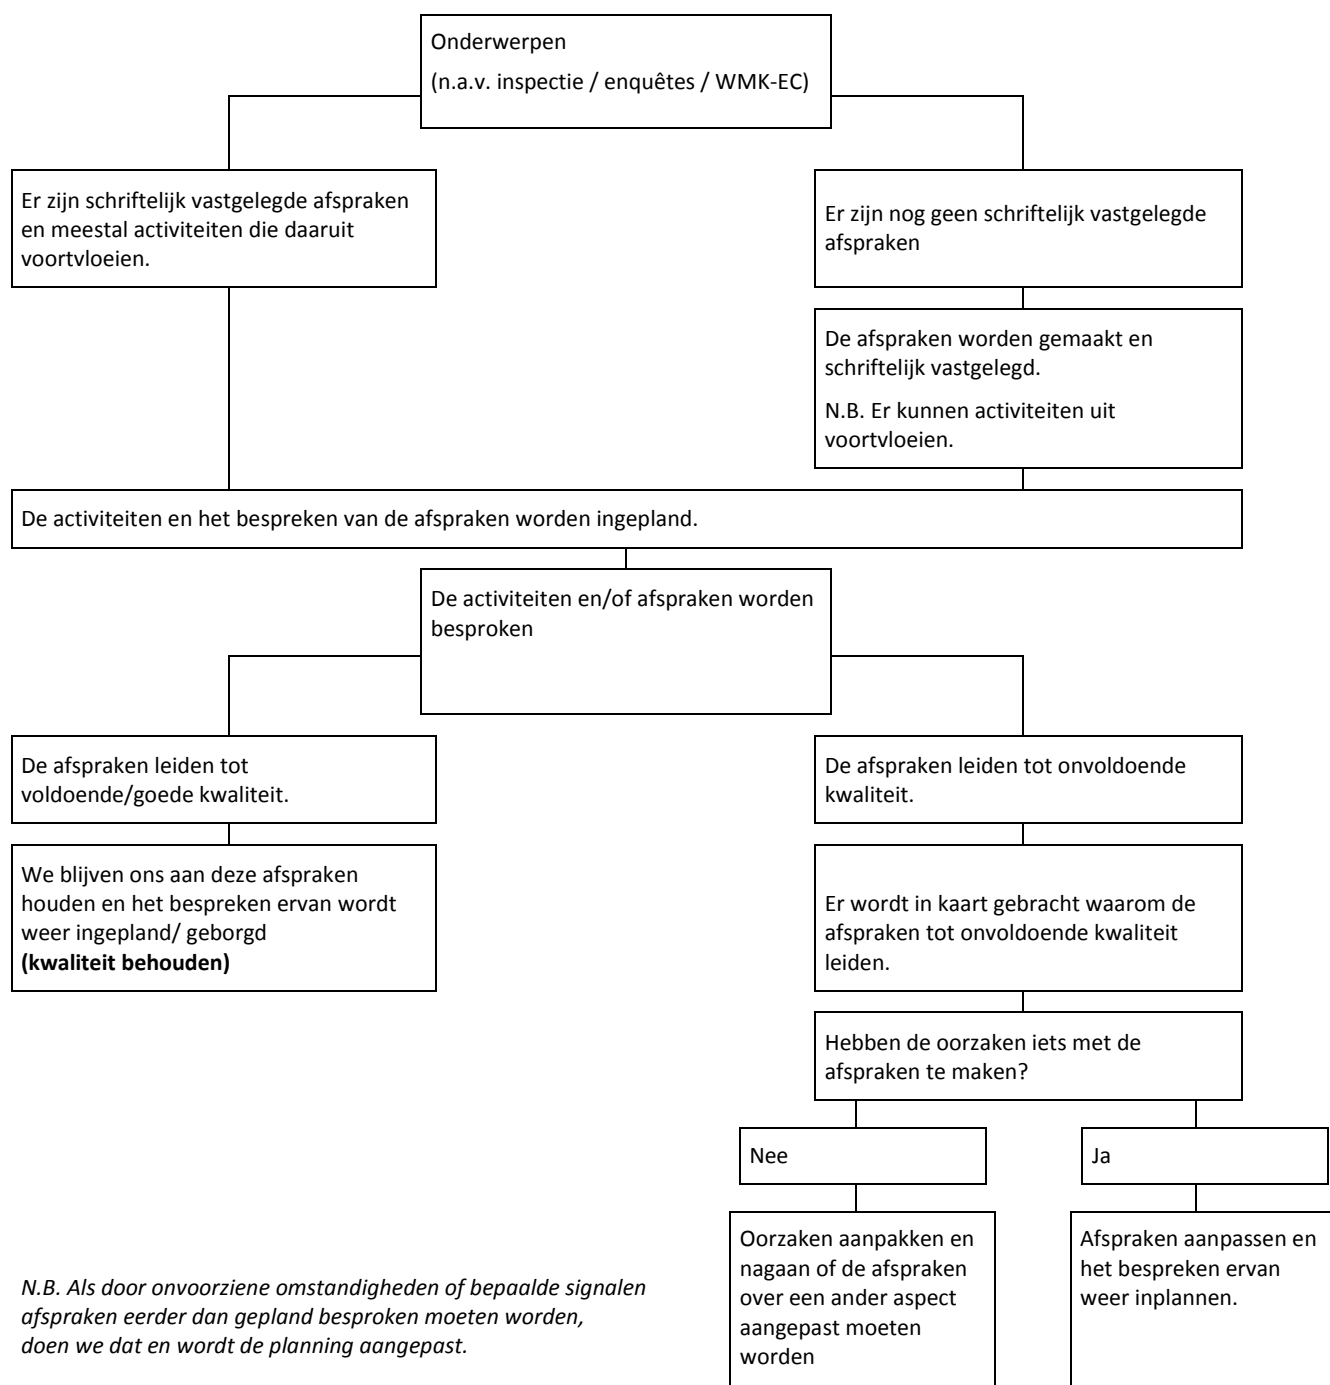 Onderwerpen
(n.a.v. inspectie / enquêtes / WMK-EC)
Er zijn schriftelijk vastgelegde afspraken
en meestal activiteiten die daaruit
voortvloeien.
Er zijn nog geen schriftelijk vastgelegde
afspraken
De afspraken worden gemaakt en
schriftelijk vastgelegd.
N.B. Er kunnen activiteiten uit
voortvloeien.
De activiteiten en het bespreken van de afspraken worden ingepland.
De activiteiten en/of afspraken worden
besproken
De afspraken leiden tot
voldoende/goede kwaliteit.
De afspraken leiden tot onvoldoende
kwaliteit.
We blijven ons aan deze afspraken
houden en het bespreken ervan wordt
weer ingepland/ geborgd
(kwaliteit behouden)
Er wordt in kaart gebracht waarom de
afspraken tot onvoldoende kwaliteit
leiden.
Hebben de oorzaken iets met de
afspraken te maken?
Nee
Ja
Oorzaken aanpakken en
nagaan of de afspraken
over een ander aspect
aangepast moeten
worden
Afspraken aanpassen en
het bespreken ervan
weer inplannen.
N.B. Als door onvoorziene omstandigheden of bepaalde signalen
afspraken eerder dan gepland besproken moeten worden,
doen we dat en wordt de planning aangepast.